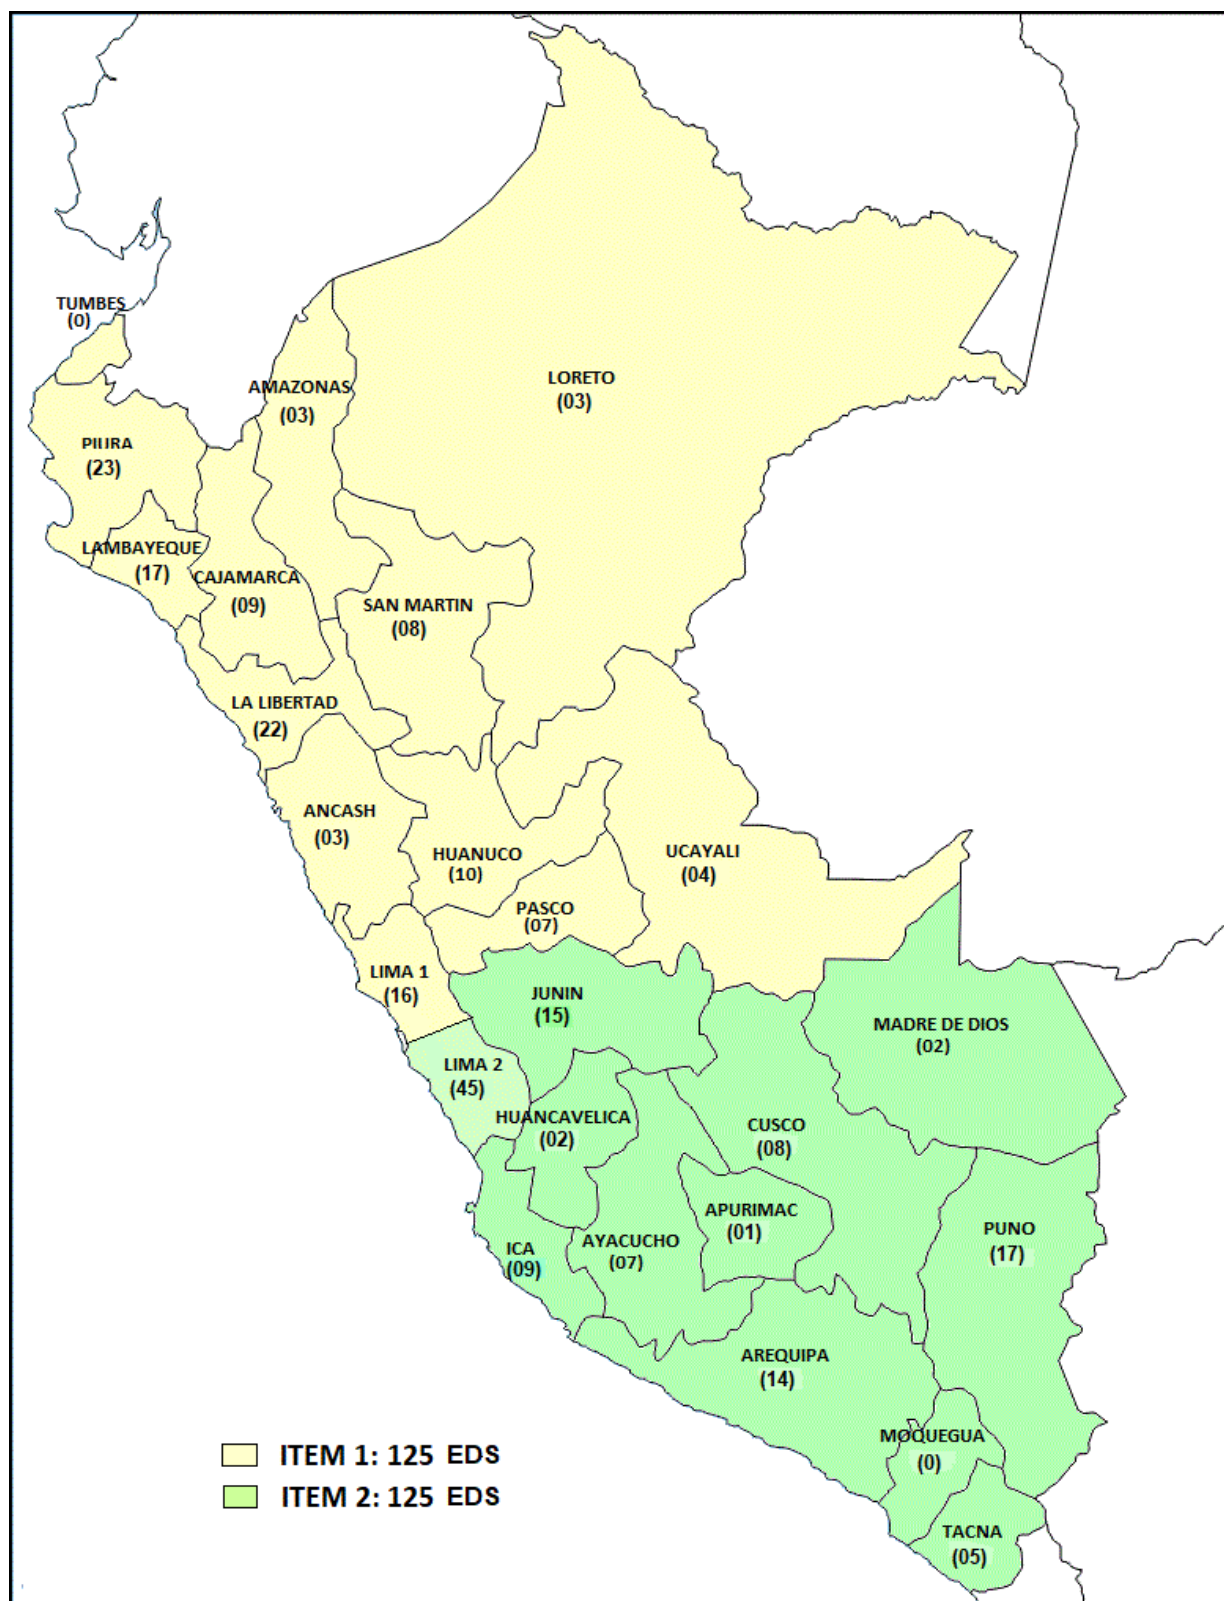 TUMBES
(0)
AMAZONAS
(03)
LORETO
(03)
PIURA
(23)
LAMBAYEQUE
(17)
CAJAMARCA
(09)
SAN MARTIN
(08)
LA LIBERTAD
(22)
ANCASH
(03)
HUANUCO
(10)
UCAYALI
(04)
PASCO
(07)
LIMA 1
(16)
JUNIN
(15)
MADRE DE DIOS
(02)
LIMA 2
(45)
HUANCAVELICA
(02)
CUSCO
(08)
APURIMAC
(01)
PUNO
(17)
ICA
(09)
AYACUCHO
(07)
AREQUIPA
(14)
MOQUEGUA
(0)
TACNA
(05)
ITEM 1: 125 EDS
ITEM 2: 125 EDS